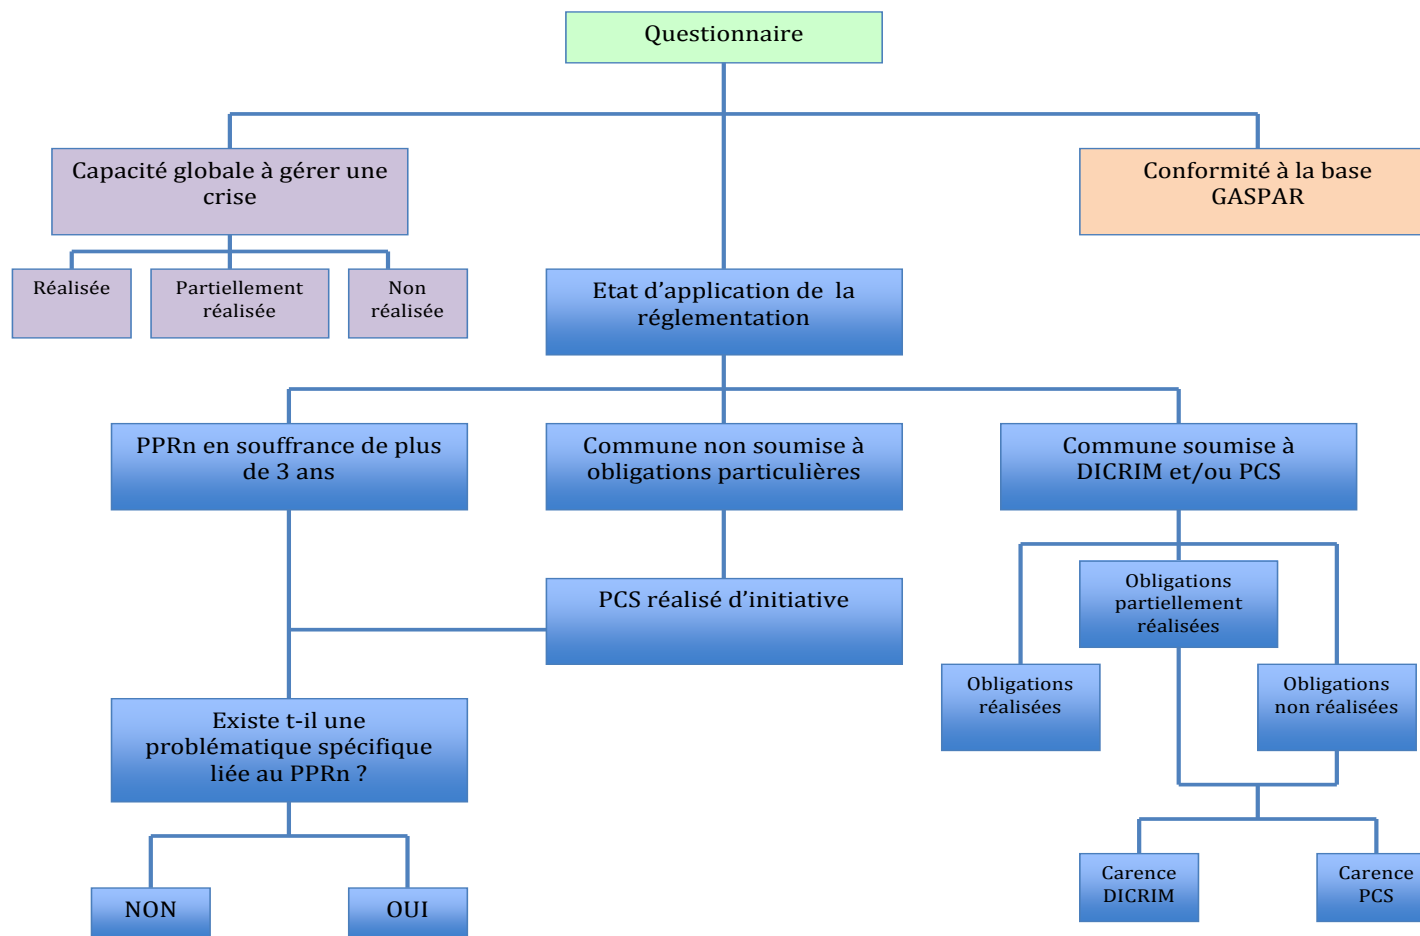 Questionnaire
Capacité globale à gérer une
crise
Conformité à la base
GASPAR
Réalisée
Partiellement
réalisée
Non
réalisée
Etat d’application de  la
réglementation
PPRn en souffrance de plus
de 3 ans
Commune non soumise à
obligations particulières
Commune soumise à
DICRIM et/ou PCS
PCS réalisé d’initiative
Obligations
partiellement
réalisées
Obligations
réalisées
Obligations
non réalisées
Existe t-il une
problématique spécifique
liée au PPRn ?
NON
OUI
Carence
DICRIM
Carence
PCS